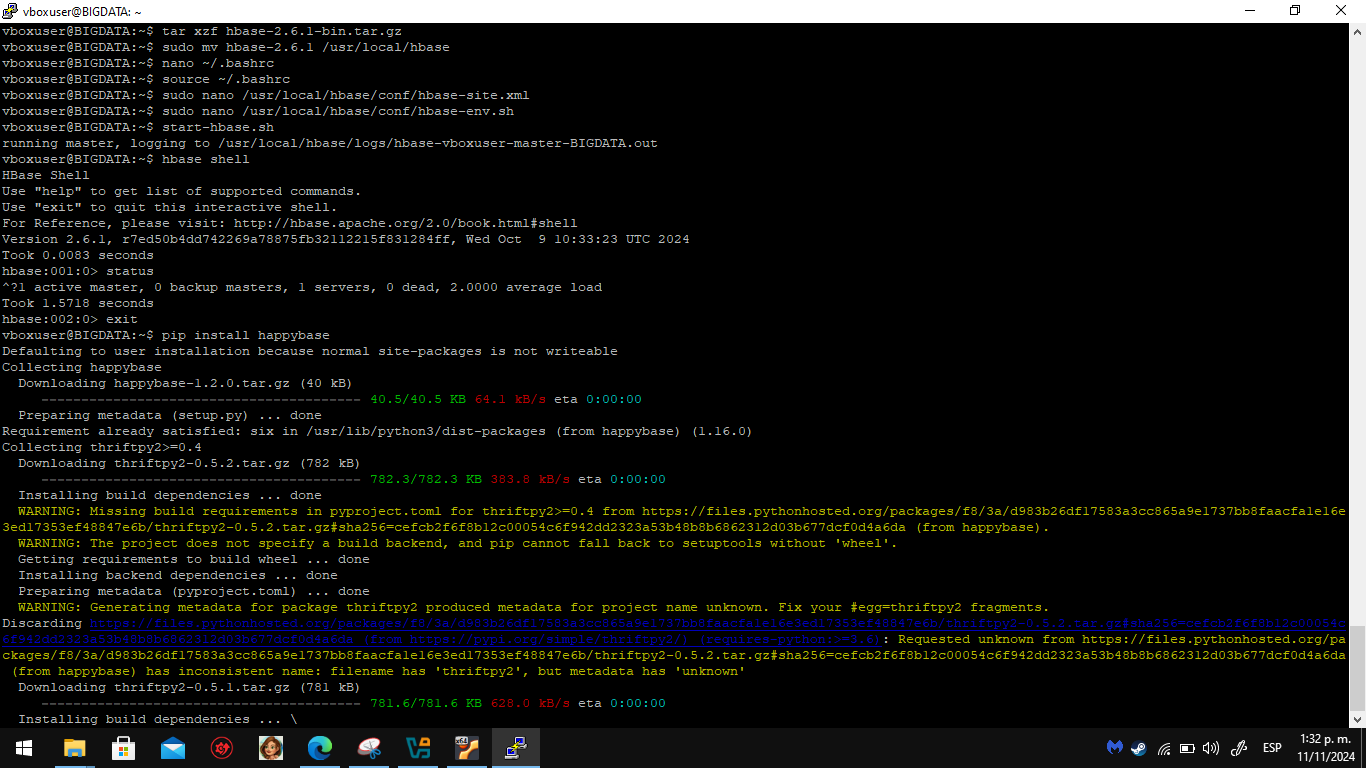 vboxuser@BIGDATA: ~
vboxuser@BIGDATA:~$ tar xzf hbase-2.6.1-bin.tar.gz
vboxuser@BIGDATA:~$ sudo mv hbase-2.6.1 /usr/local/hbase
vboxuser@BIGDATA:~$ nano ~/.bashrc
vboxuser@BIGDATA:~$ source ~/.bashrc
vboxuser@BIGDATA:~$ sudo nano /usr/local/hbase/conf/hbase-site.xml
vboxuser@BIGDATA:~$ sudo nano /usr/local/hbase/conf/hbase-env.sh
vboxuser@BIGDATA:~$ start-hbase.sh
running master, logging to /usr/local/hbase/logs/hbase-vboxuser-master-BIGDATA.out
vboxuser@BIGDATA:~$ hbase shell
HBase Shell
Use "help" to get list of supported commands.
Use "exit" to quit this interactive shell.
For Reference, please visit: http://hbase.apache.org/2.0/book.html#shell
Version 2.6.1, r7ed50b4dd742269a78875fb32112215f831284ff, Wed Oct  9 10:33:23 UTC 2024
Took 0.0083 seconds
hbase:001:0> status
^?1 active master, 0 backup masters, 1 servers, 0 dead, 2.0000 average load
Took 1.5718 seconds
hbase:002:0> exit
vboxuser@BIGDATA:~$ pip install happybase
Defaulting to user installation because normal site-packages is not writeable
Collecting happybase
  Downloading happybase-1.2.0.tar.gz (40 kB)
     ---------------------------------------- 40.5/40.5 KB 64.1 kB/s eta 0:00:00
  Preparing metadata (setup.py) ... done
Requirement already satisfied: six in /usr/lib/python3/dist-packages (from happybase) (1.16.0)
Collecting thriftpy2>=0.4
  Downloading thriftpy2-0.5.2.tar.gz (782 kB)
     ---------------------------------------- 782.3/782.3 KB 383.8 kB/s eta 0:00:00
  Installing build dependencies ... done
  WARNING: Missing build requirements in pyproject.toml for thriftpy2>=0.4 from https://files.pythonhosted.org/packages/f8/3a/d983b26df17583a3cc865a9e1737bb8faacfa1e16e
3ed17353ef48847e6b/thriftpy2-0.5.2.tar.gz#sha256=cefcb2f6f8b12c00054c6f942dd2323a53b48b8b6862312d03b677dcf0d4a6da (from happybase).
  WARNING: The project does not specify a build backend, and pip cannot fall back to setuptools without 'wheel'.
  Getting requirements to build wheel ... done
  Installing backend dependencies ... done
  Preparing metadata (pyproject.toml) ... done
  WARNING: Generating metadata for package thriftpy2 produced metadata for project name unknown. Fix your #egg=thriftpy2 fragments.
Discarding https://files.pythonhosted.org/packages/f8/3a/d983b26df17583a3cc865a9e1737bb8faacfa1e16e3ed17353ef48847e6b/thriftpy2-0.5.2.tar.gz#sha256=cefcb2f6f8b12c00054c
6f942dd2323a53b48b8b6862312d03b677dcf0d4a6da (from https://pypi.org/simple/thriftpy2/) (requires-python:>=3.6): Requested unknown from https://files.pythonhosted.org/pa
ckages/f8/3a/d983b26df17583a3cc865a9e1737bb8faacfa1e16e3ed17353ef48847e6b/thriftpy2-0.5.2.tar.gz#sha256=cefcb2f6f8b12c00054c6f942dd2323a53b48b8b6862312d03b677dcf0d4a6da
 (from happybase) has inconsistent name: filename has 'thriftpy2', but metadata has 'unknown'
  Downloading thriftpy2-0.5.1.tar.gz (781 kB)
     ---------------------------------------- 781.6/781.6 KB 628.0 kB/s eta 0:00:00
  Installing build dependencies ... \
ESP
1:32 p. m.
11/11/2024